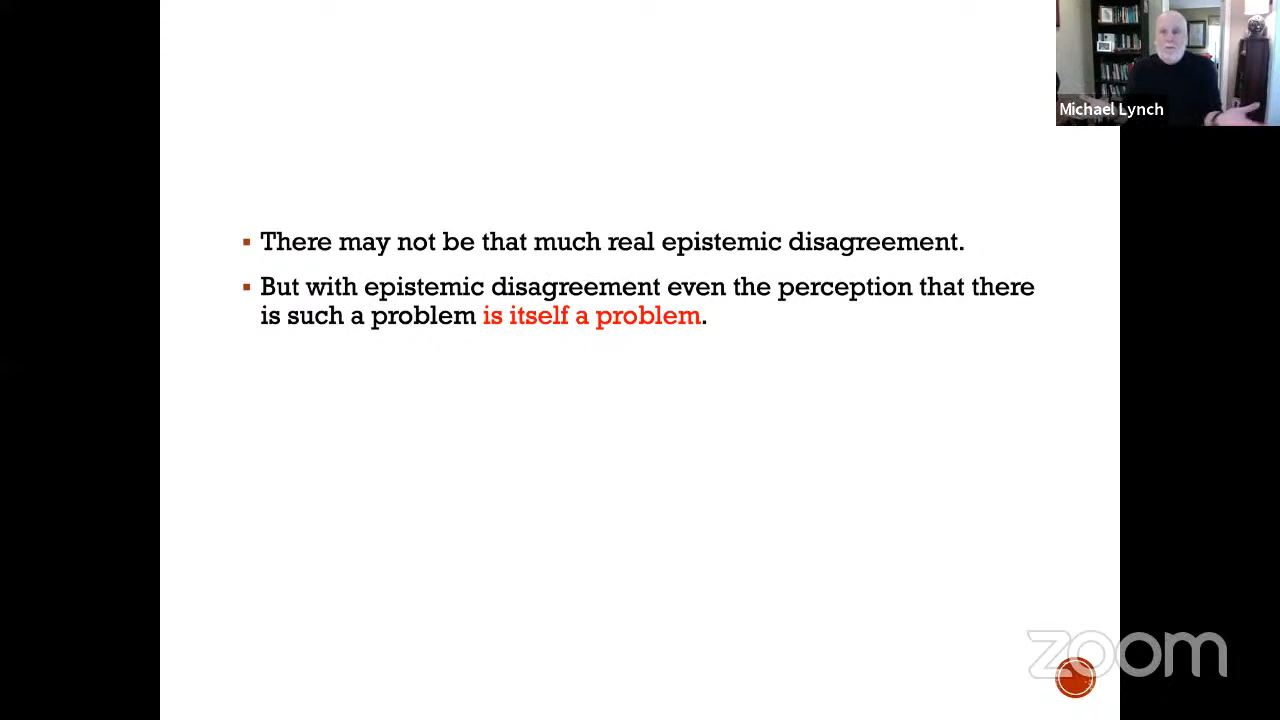 Michael Lynch
There may not be that much real epistemic disagreement.
But with epistemic disagreement even the perception that there
is such a problem is itself a problem.
zoom